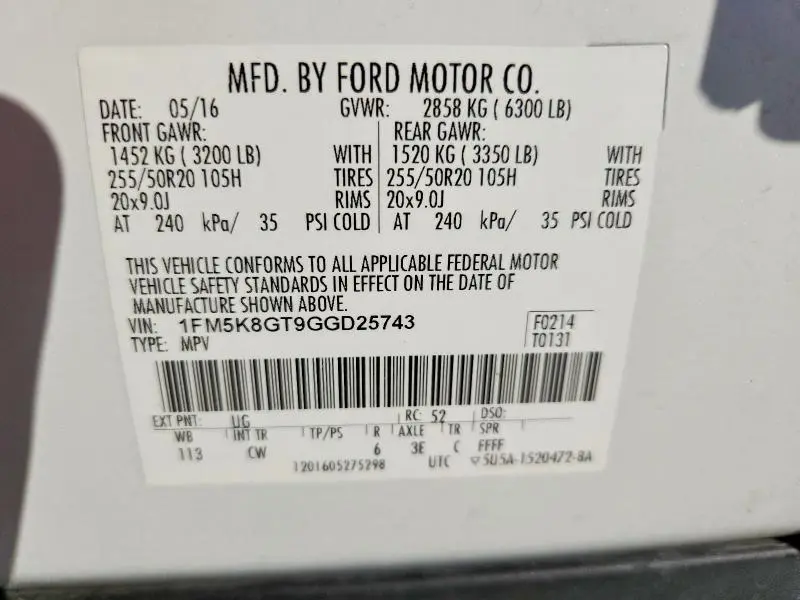 MFD. BY FORD MOTOR CO.
DATE: 05/16 GVWR: 2858 KG ( 6300 LB)
FRONT GAWR: REAR GAWR:
1452 KG ( 3200 LB) WITH 1520 KG ( 3350 LB) WITH
255/50R20 105H TIRES 255/50R20 105H TIRES
20x9.0J RIMS 20x9.0J RIMS
AT 240 kPa/ 35 PSI COLD AT 240 kPa/ 35 PSI COLD
THIS VEHICLE CONFORMS TO ALL APPLICABLE FEDERAL MOTOR
VEHICLE SAFETY STANDARDS IN EFFECT ON THE DATE OF
MANUFACTURE SHOWN ABOVE.
VIN: 1FM5K8GT9GGD25743 F0214
TYPE: MPV T0131
EXT PNT: UG RC: 52 DSO:
WB INT TR TP/PS R AXLE TR SPR
113 CW 6 3E C FFFF
1201605275298 UTC ▽5U5A-1520472-BA